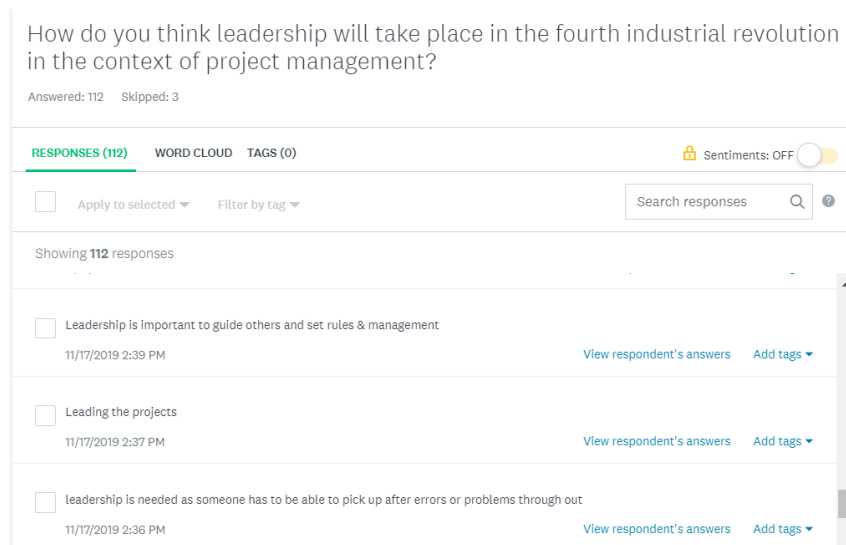 How do you think leadership will take place in the fourth industrial revolution
in the context of project management?
Answered: 112 Skipped: 3
RESPONSES (112) WORD CLOUD TAGS (0) Sentiments: OFF
Apply to selected Filter by tag Search responses
Showing 112 responses
Leadership is important to guide others and set rules & management
11/17/2019 2:39 PM View respondent's answers Add tags
Leading the projects
11/17/2019 2:37 PM View respondent's answers Add tags
leadership is needed as someone has to be able to pick up after errors or problems through out
11/17/2019 2:36 PM View respondent's answers Add tags